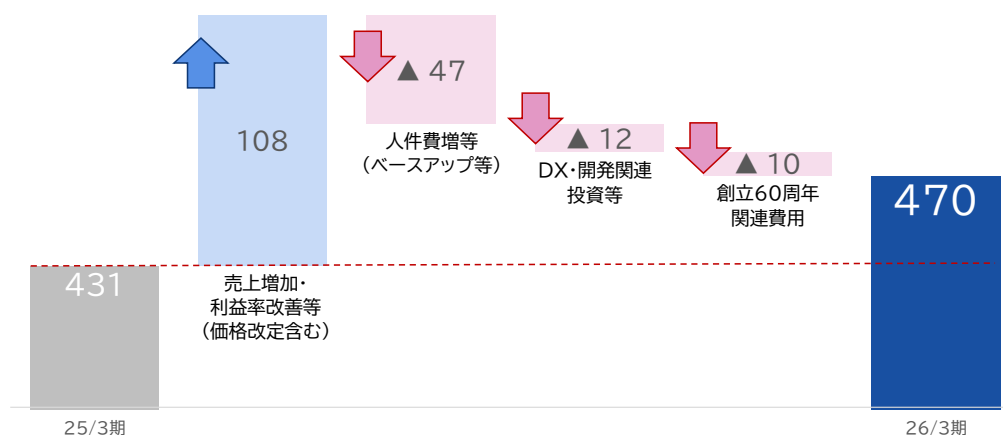 431
108
売上増加・
利益率改善等
（価格改定含む）
▲ 47
人件費増等
（ベースアップ等）
▲ 12
DX・開発関連
投資等
▲ 10
創立60周年
関連費用
470
25/3期
26/3期